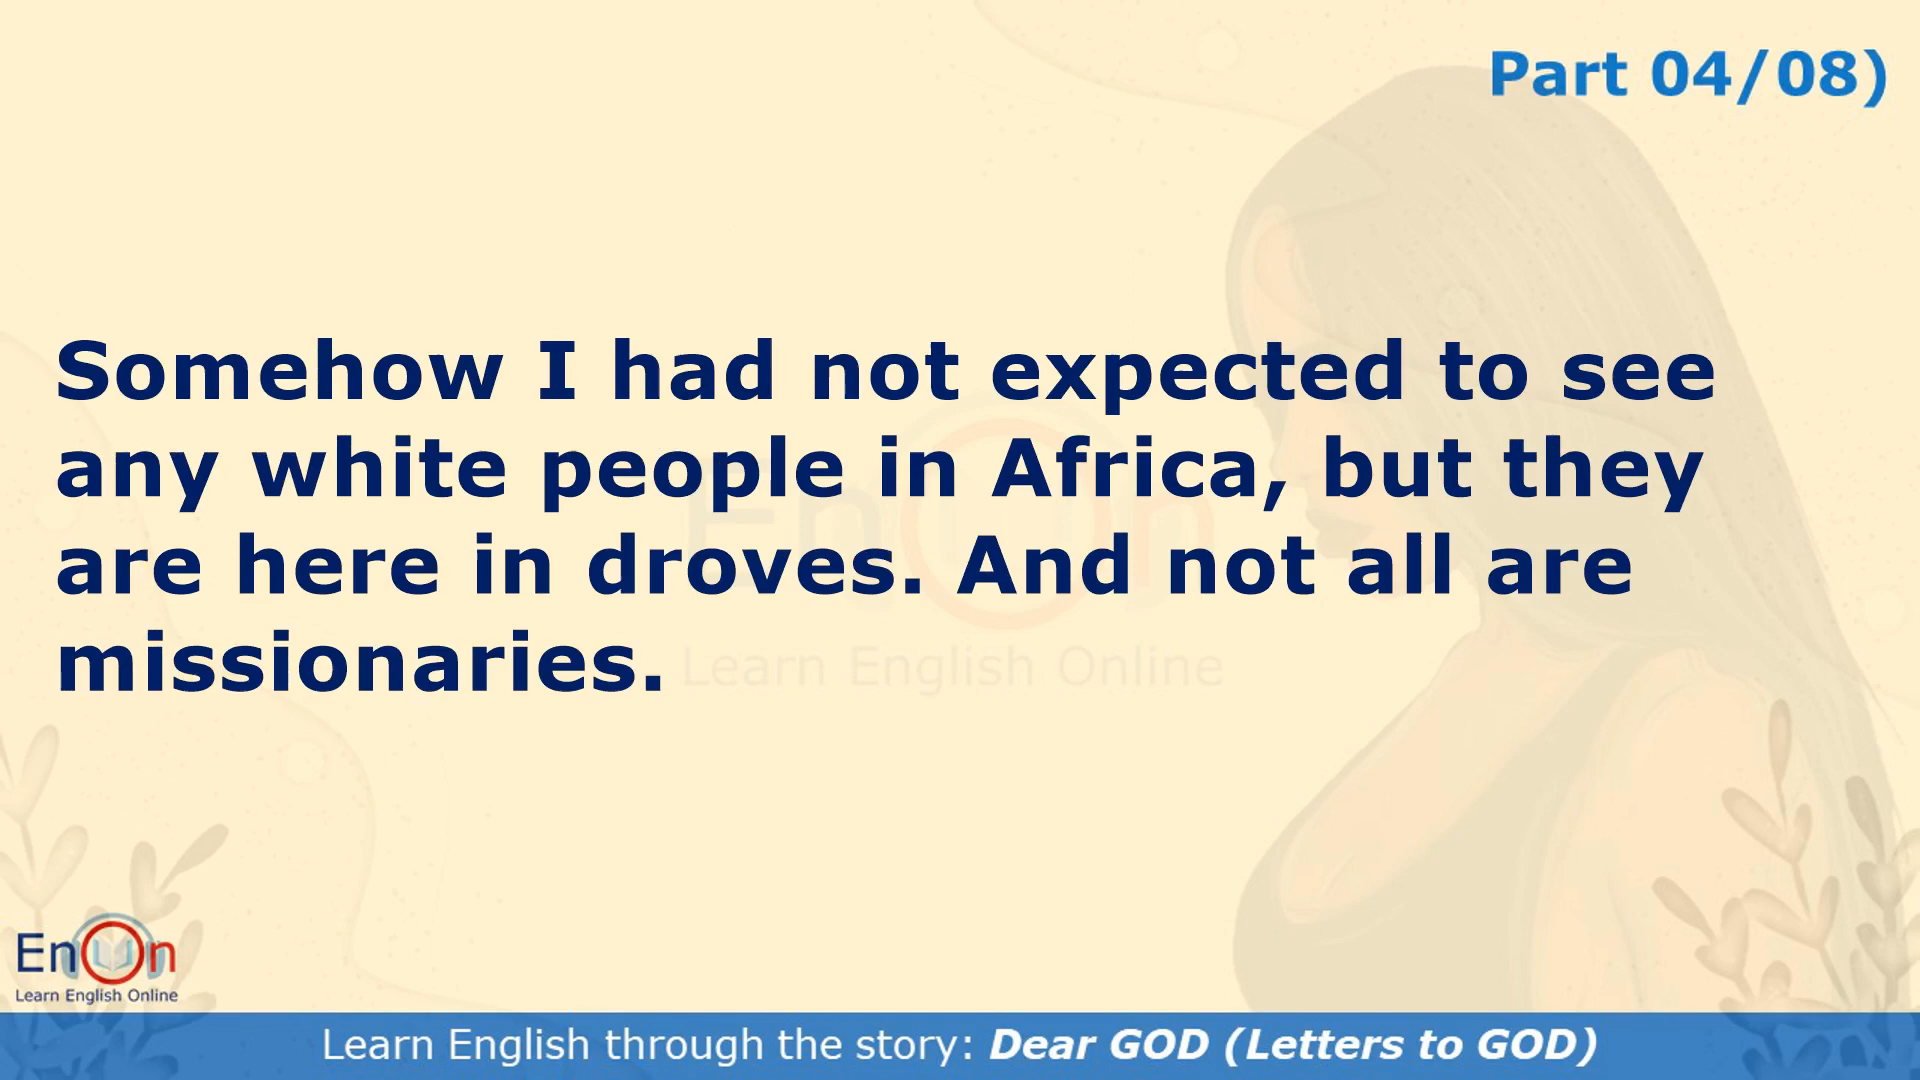 Part 04/08)
Somehow I had not expected to see
any white people in Africa, but they
are here in droves. And not all are
missionaries.
EnOn
Learn English Online
EnOn
Learn English Online
Learn English through the story: Dear GOD (Letters to GOD)